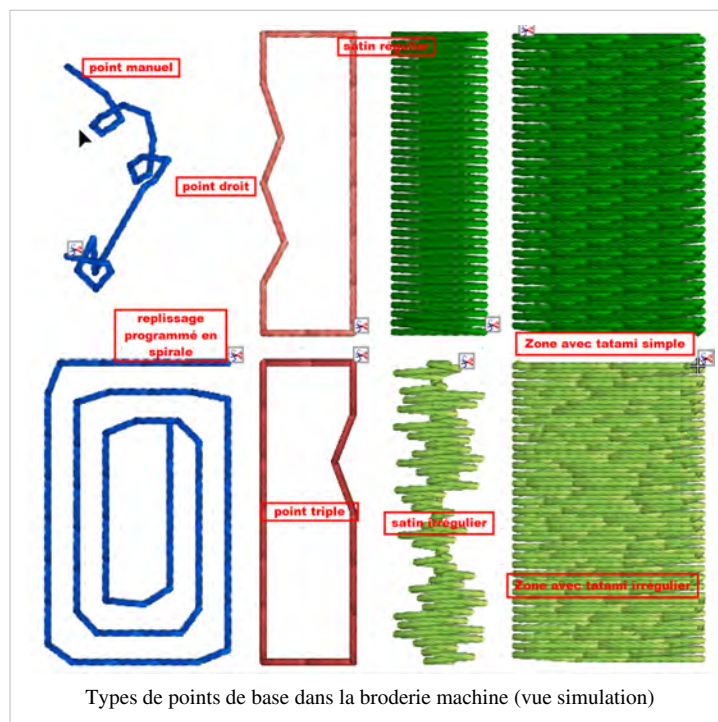 point manuel
satin régulier
point droit
replissage
programmé en
spirale
Zone avec tatami simple
point triple
satin irrégulier
Zone avec tatami irrégulier
Types de points de base dans la broderie machine (vue simulation)